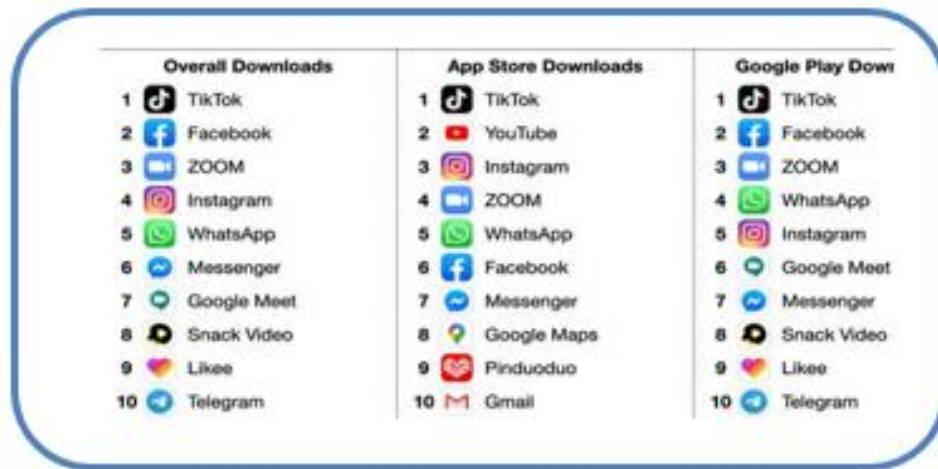 Overall Downloads
1 TikTok
2 Facebook
3 ZOOM
4 Instagram
5 WhatsApp
6 Messenger
7 Google Meet
8 Snack Video
9 Likee
10 Telegram
App Store Downloads
1 TikTok
2 YouTube
3 Instagram
4 ZOOM
5 WhatsApp
6 Facebook
7 Messenger
8 Google Maps
9 Pinduoduo
10 Gmail
Google Play Down
1 TikTok
2 Facebook
3 ZOOM
4 WhatsApp
5 Instagram
6 Google Meet
7 Messenger
8 Snack Video
9 Likee
10 Telegram